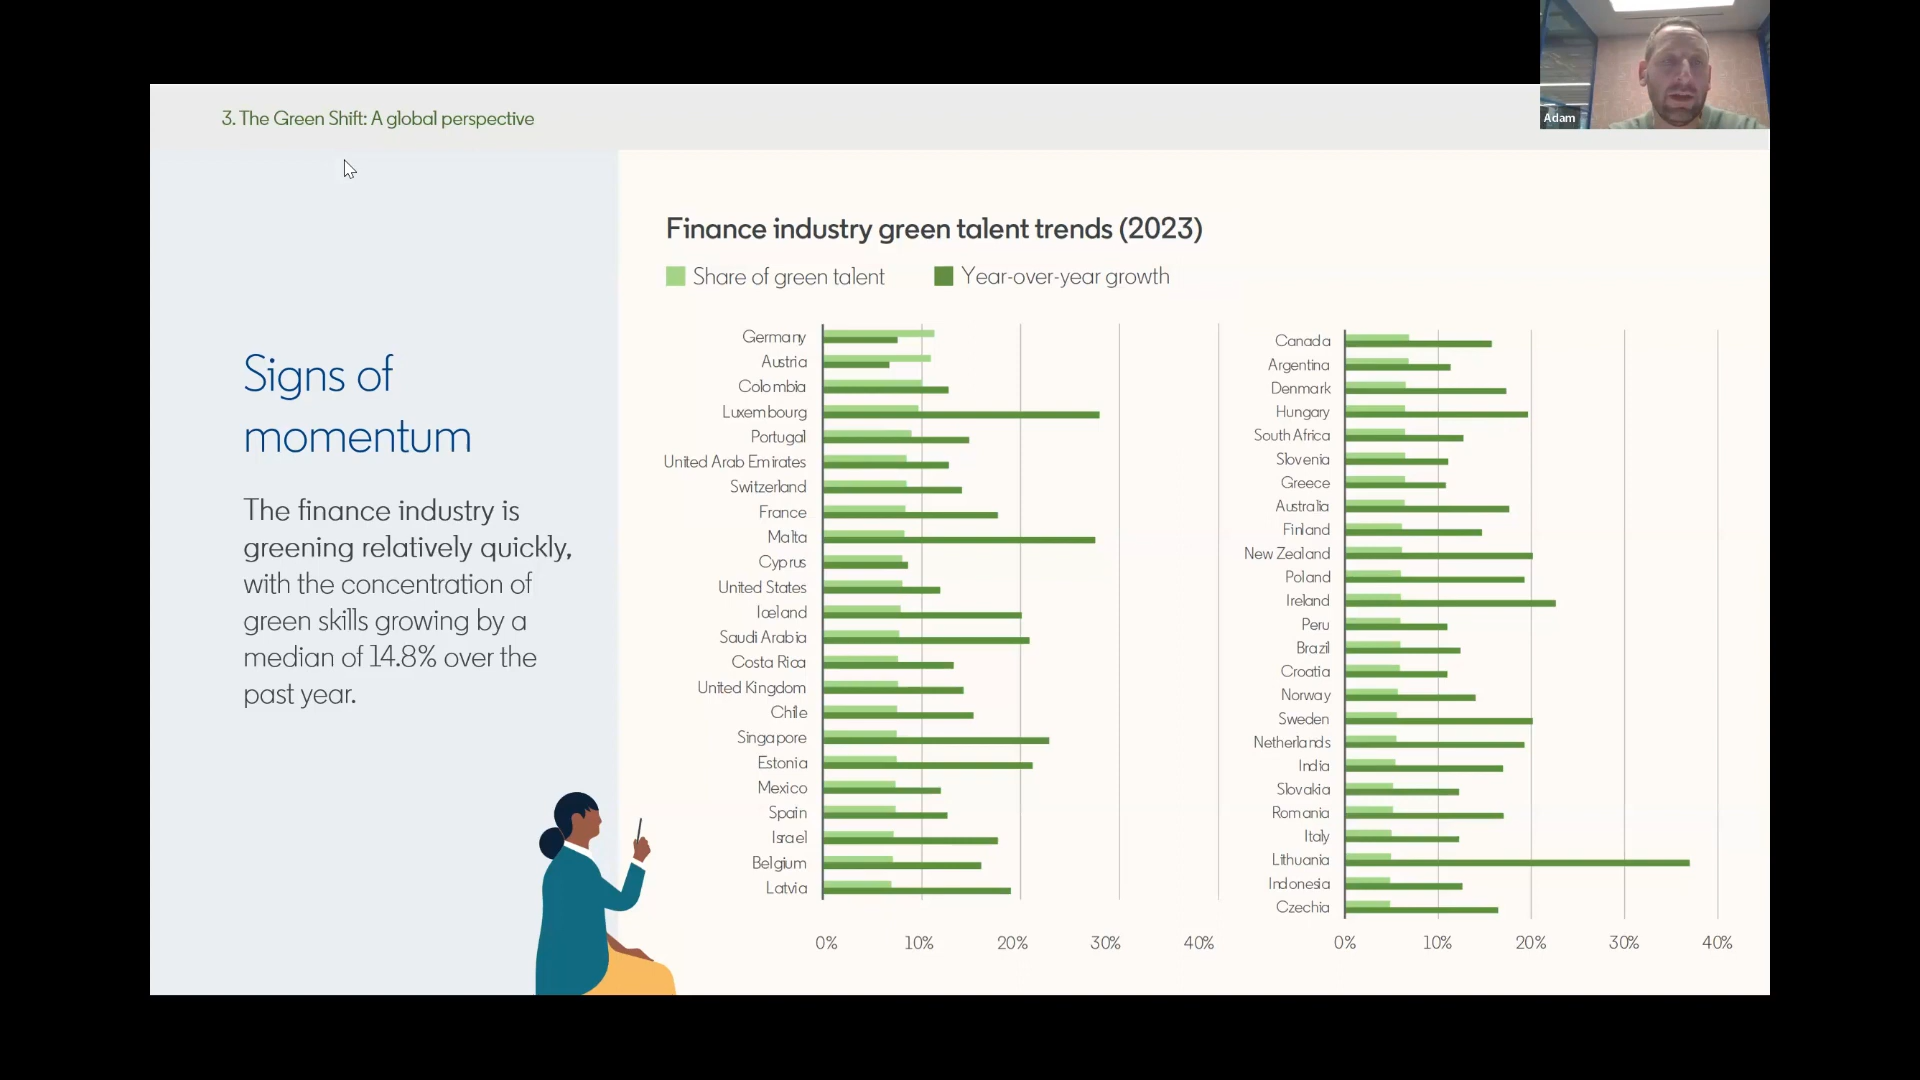 Adam
3. The Green Shift: A global perspective
Signs of
momentum
The finance industry is
greening relatively quickly,
with the concentration of
green skills growing by a
median of 14.8% over the
past year.
Finance industry green talent trends (2023)
Share of green talent
Year-over-year growth
Germany
Austria
Colombia
Luxembourg
Portugal
United Arab Emirates
Switzerland
France
Malta
Cyprus
United States
Iceland
Saudi Arabia
Costa Rica
United Kingdom
Chile
Singapore
Estonia
Mexico
Spain
Israel
Belgium
Latvia
0% 10% 20% 30% 40%
Canada
Argentina
Denmark
Hungary
South Africa
Slovenia
Greece
Australia
Finland
New Zealand
Poland
Ireland
Peru
Brazil
Croatia
Norway
Sweden
Netherlands
India
Slovakia
Romania
Italy
Lithuania
Indonesia
Czechia
0% 10% 20% 30% 40%